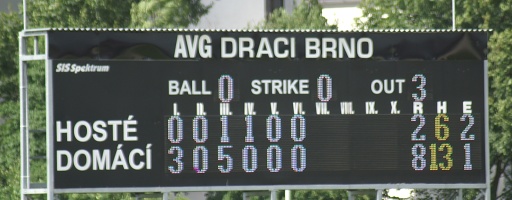 AVG DRACI BRNO
SIS Spektrum
BALL 0 STRIKE 0 OUT 3
I. II. III. IV. V. VI. VII. VIII. IX. X. R H E
HOSTÉ 0 0 1 1 0 0 2 6 2
DOMÁCÍ 3 0 5 0 0 0 8 13 1